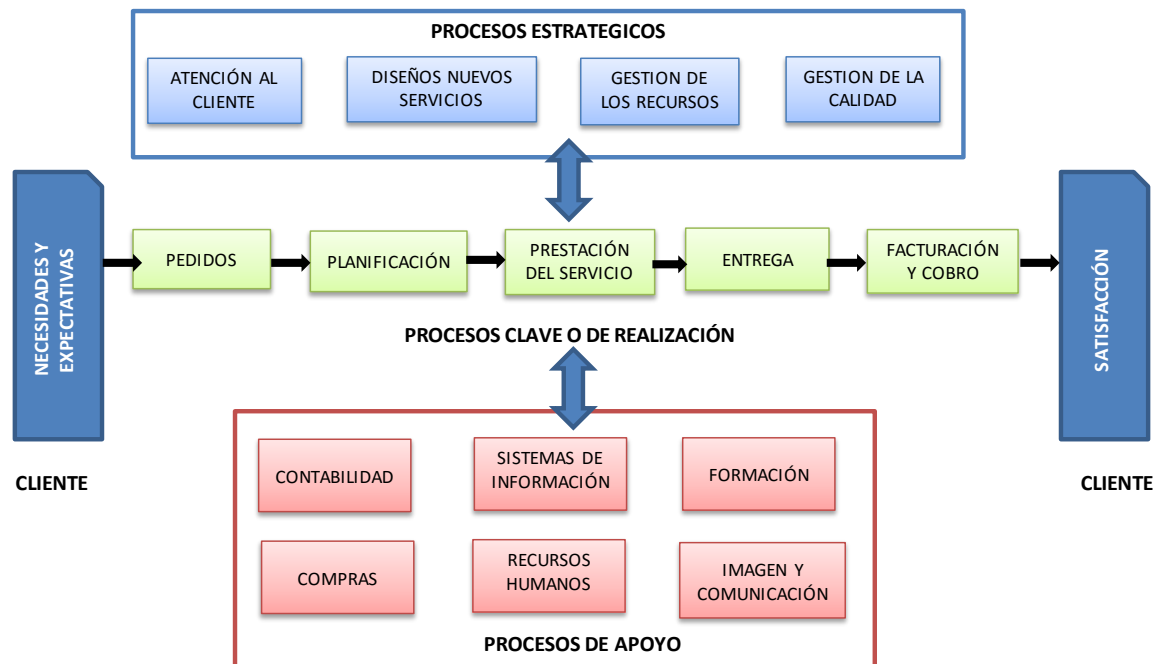 PROCESOS ESTRATEGICOS
ATENCIÓN AL
CLIENTE
DISEÑOS NUEVOS
SERVICIOS
GESTION DE
LOS RECURSOS
GESTION DE LA
CALIDAD
NECESIDADES Y
EXPECTATIVAS
PEDIDOS
PLANIFICACIÓN
PRESTACIÓN
DEL SERVICIO
ENTREGA
FACTURACIÓN
Y COBRO
SATISFACCIÓN
PROCESOS CLAVE O DE REALIZACIÓN
CLIENTE
CLIENTE
CONTABILIDAD
SISTEMAS DE
INFORMACIÓN
FORMACIÓN
COMPRAS
RECURSOS
HUMANOS
IMAGEN Y
COMUNICACIÓN
PROCESOS DE APOYO